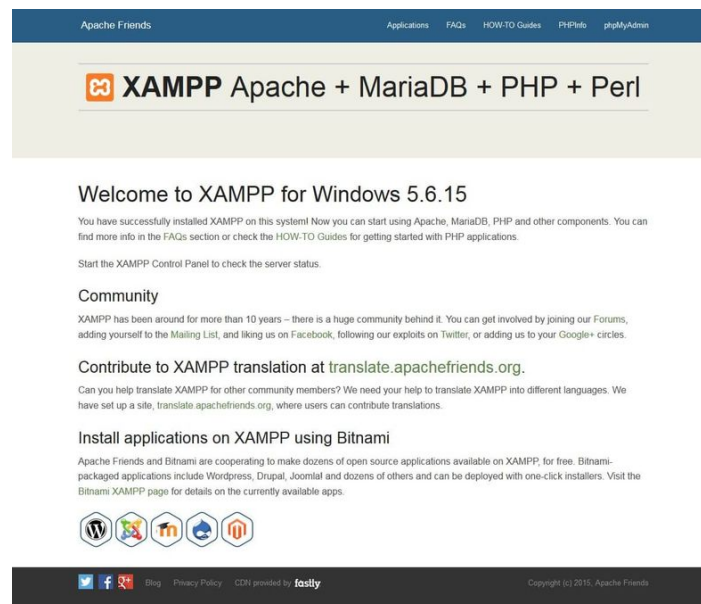 Apache Friends
Applications FAQs HOW-TO Guides PHPInfo phpMyAdmin
XAMPP Apache + MariaDB + PHP + Perl
Welcome to XAMPP for Windows 5.6.15
You have successfully installed XAMPP on this system! Now you can start using Apache, MariaDB, PHP and other components. You can
find more info in the FAQs section or check the HOW-TO Guides for getting started with PHP applications.
Start the XAMPP Control Panel to check the server status.
Community
XAMPP has been around for more than 10 years – there is a huge community behind it. You can get involved by joining our Forums,
adding yourself to the Mailing List, and liking us on Facebook, following our exploits on Twitter, or adding us to your Google+ circles.
Contribute to XAMPP translation at translate.apachefriends.org.
Can you help translate XAMPP for other community members? We need your help to translate XAMPP into different languages. We
have set up a site, translate.apachefriends.org, where users can contribute translations.
Install applications on XAMPP using Bitnami
Apache Friends and Bitnami are cooperating to make dozens of open source applications available on XAMPP, for free. Bitnami-
packaged applications include Wordpress, Drupal, Joomla! and dozens of others and can be deployed with one-click installers. Visit the
Bitnami XAMPP page for details on the currently available apps.
Blog Privacy Policy CDN provided by fastly
Copyright (c) 2015, Apache Friends